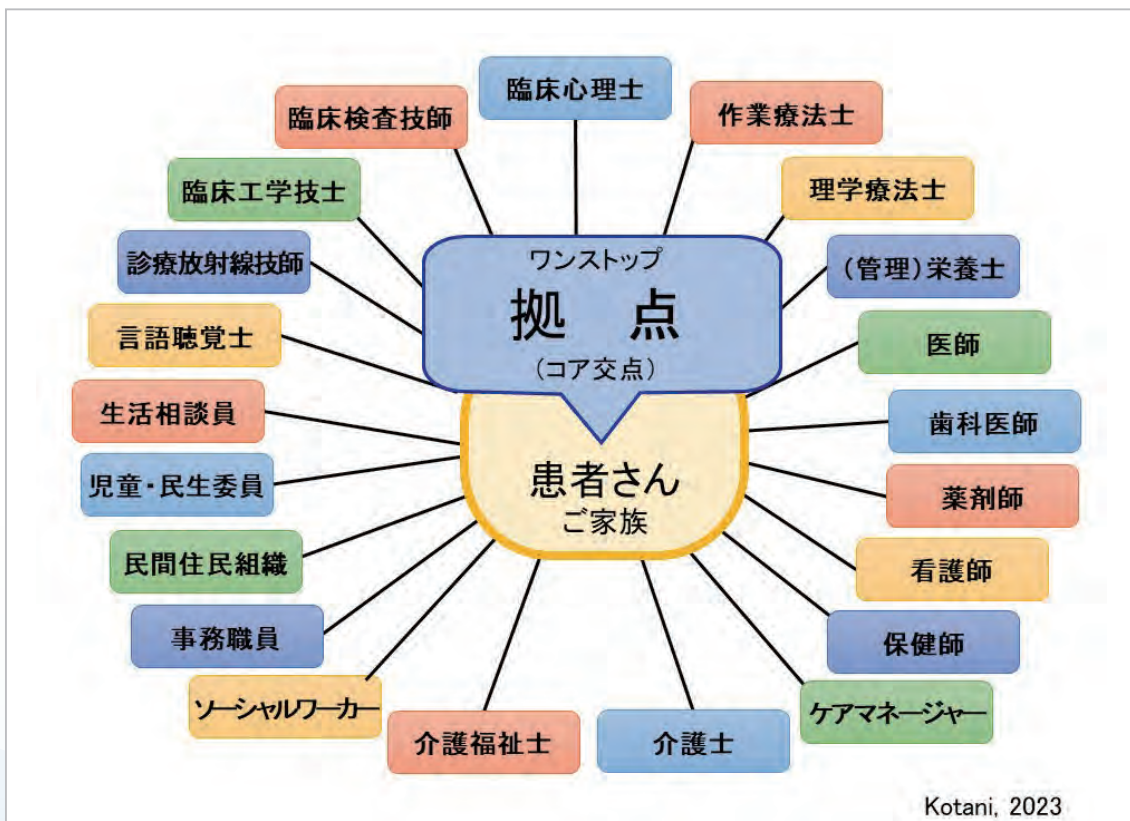 臨床心理士
作業療法士
理学療法士
(管理)栄養士
医師
歯科医師
薬剤師
看護師
保健師
ケアマネージャー
介護士
介護福祉士
ソーシャルワーカー
事務職員
民間住民組織
児童・民生委員
生活相談員
言語聴覚士
診療放射線技師
臨床工学技士
臨床検査技師
ワンストップ
拠 点
(コア交点)
患者さん
ご家族
Kotani, 2023